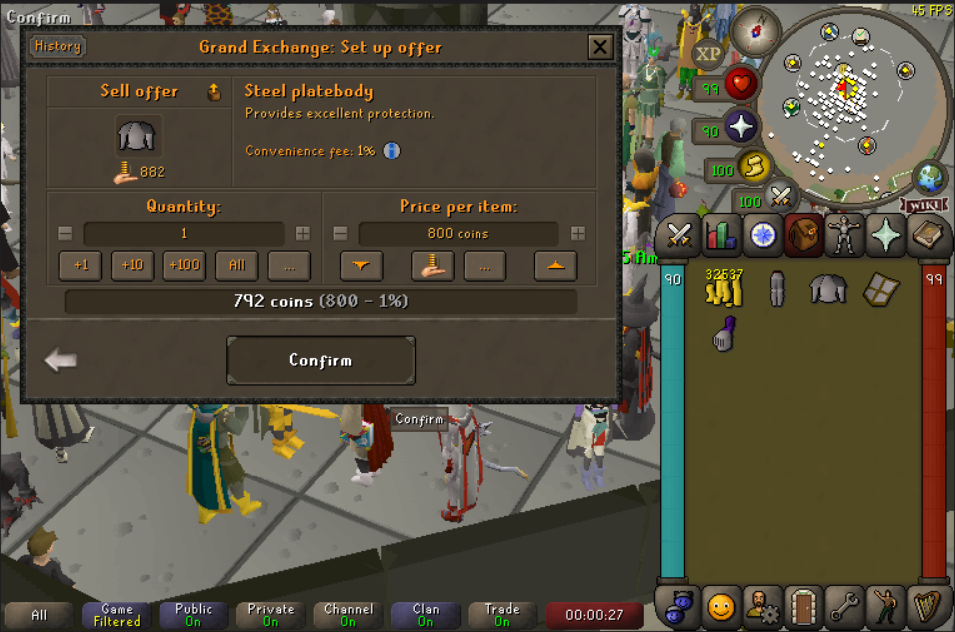 Confirm
45 FPS
History
Grand Exchange: Set up offer
Sell offer
Steel platebody
Provides excellent protection.
Convenience fee: 1%
882
Quantity:
Price per item:
1
800 coins
+1
+10
+100
All
...
...
792 coins (800 - 1%)
Confirm
Confirm
XP
99
90
100
100
WIKI
90
99
32537
All
Game
Filtered
Public
On
Private
On
Channel
On
Clan
On
Trade
On
00:00:27